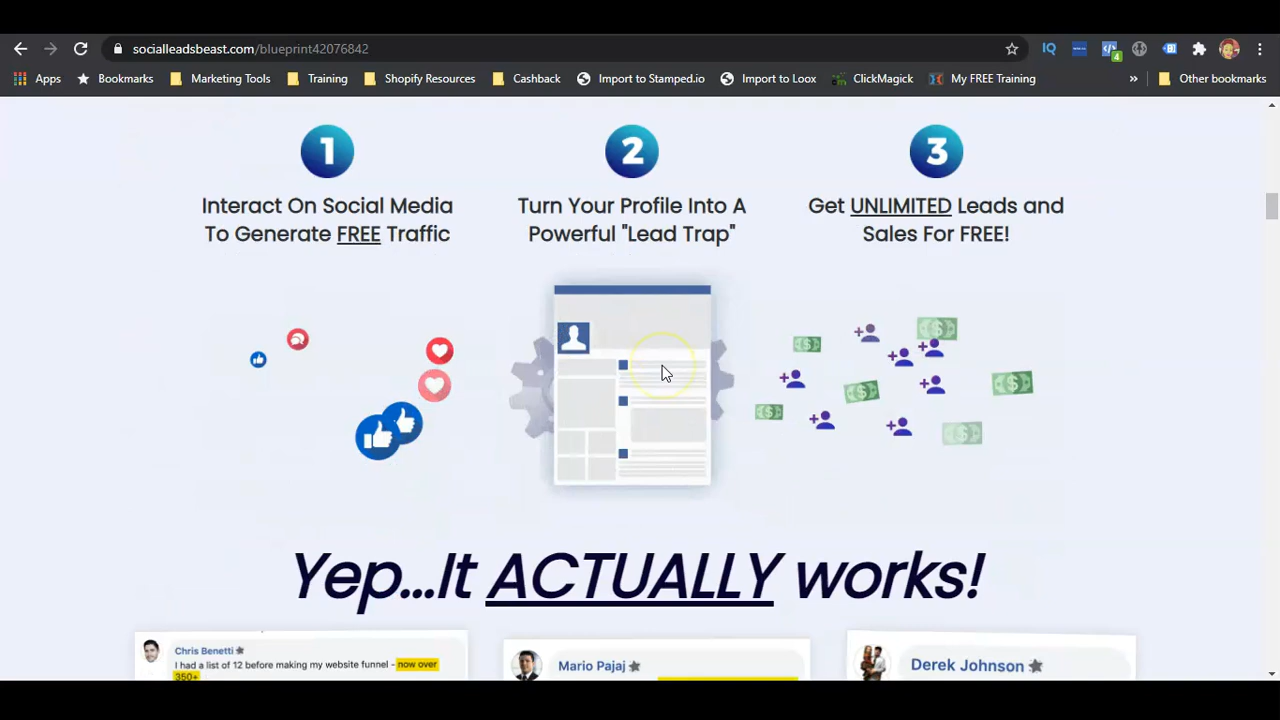 socialleadsbeast.com/blueprint42076842
IQ
4
Apps
Bookmarks
Marketing Tools
Training
Shopify Resources
Cashback
Import to Stamped.io
Import to Loox
ClickMagick
My FREE Training
»
Other bookmarks
1
2
3
Interact On Social Media
To Generate FREE Traffic
Turn Your Profile Into A
Powerful "Lead Trap"
Get UNLIMITED Leads and
Sales For FREE!
Yep...It ACTUALLY works!
Chris Benetti
I had a list of 12 before making my website funnel - now over
350+
Mario Pajaj
Derek Johnson